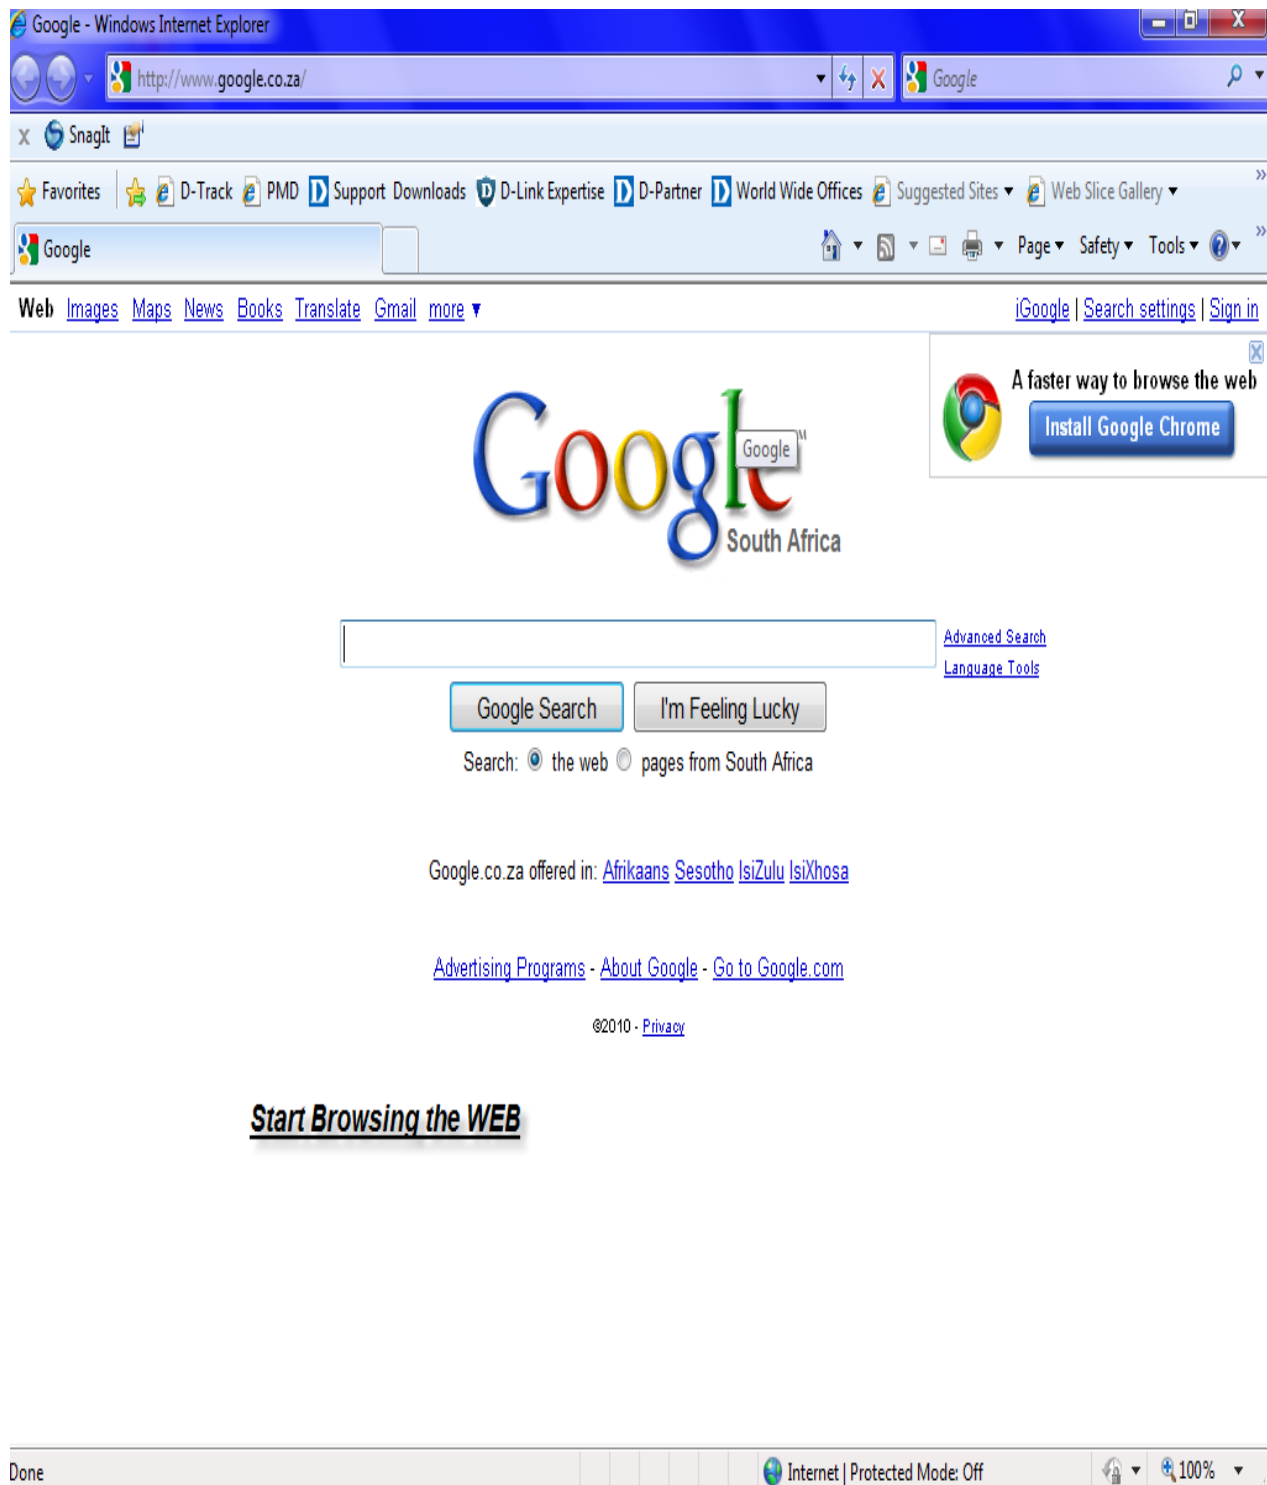 Google - Windows Internet Explorer
http://www.google.co.za/
Google
X SnagIt
Favorites D-Track PMD Support Downloads D-Link Expertise D-Partner World Wide Offices Suggested Sites Web Slice Gallery »
Google
Page Safety Tools »
Web Images Maps News Books Translate Gmail more
iGoogle | Search settings | Sign in
A faster way to browse the web
Install Google Chrome
Google
Google
South Africa
Advanced Search
Language Tools
Google Search I'm Feeling Lucky
Search: the web pages from South Africa
Google.co.za offered in: Afrikaans Sesotho IsiZulu IsiXhosa
Advertising Programs - About Google - Go to Google.com
©2010 - Privacy
Start Browsing the WEB
Done
Internet | Protected Mode: Off
100%